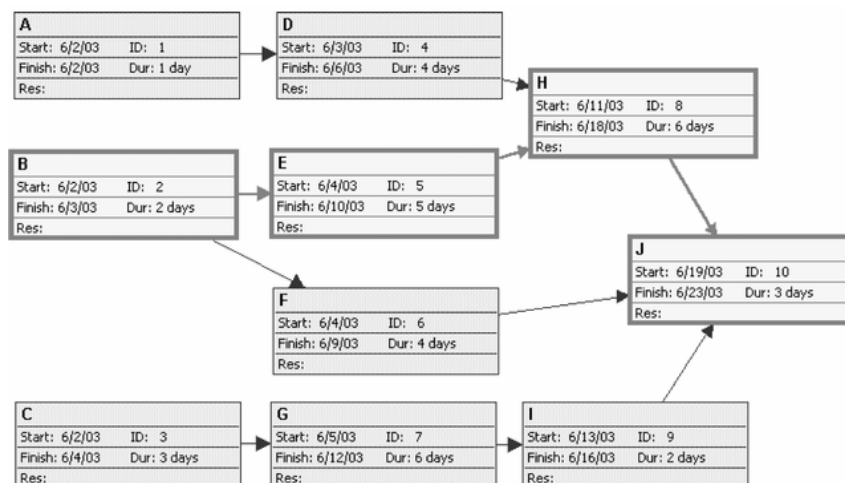 A
Start: 6/2/03 ID: 1
Finish: 6/2/03 Dur: 1 day
Res:
D
Start: 6/3/03 ID: 4
Finish: 6/6/03 Dur: 4 days
Res:
H
Start: 6/11/03 ID: 8
Finish: 6/18/03 Dur: 6 days
Res:
B
Start: 6/2/03 ID: 2
Finish: 6/3/03 Dur: 2 days
Res:
E
Start: 6/4/03 ID: 5
Finish: 6/10/03 Dur: 5 days
Res:
J
Start: 6/19/03 ID: 10
Finish: 6/23/03 Dur: 3 days
Res:
F
Start: 6/4/03 ID: 6
Finish: 6/9/03 Dur: 4 days
Res:
C
Start: 6/2/03 ID: 3
Finish: 6/4/03 Dur: 3 days
Res:
G
Start: 6/5/03 ID: 7
Finish: 6/12/03 Dur: 6 days
Res:
I
Start: 6/13/03 ID: 9
Finish: 6/16/03 Dur: 2 days
Res: